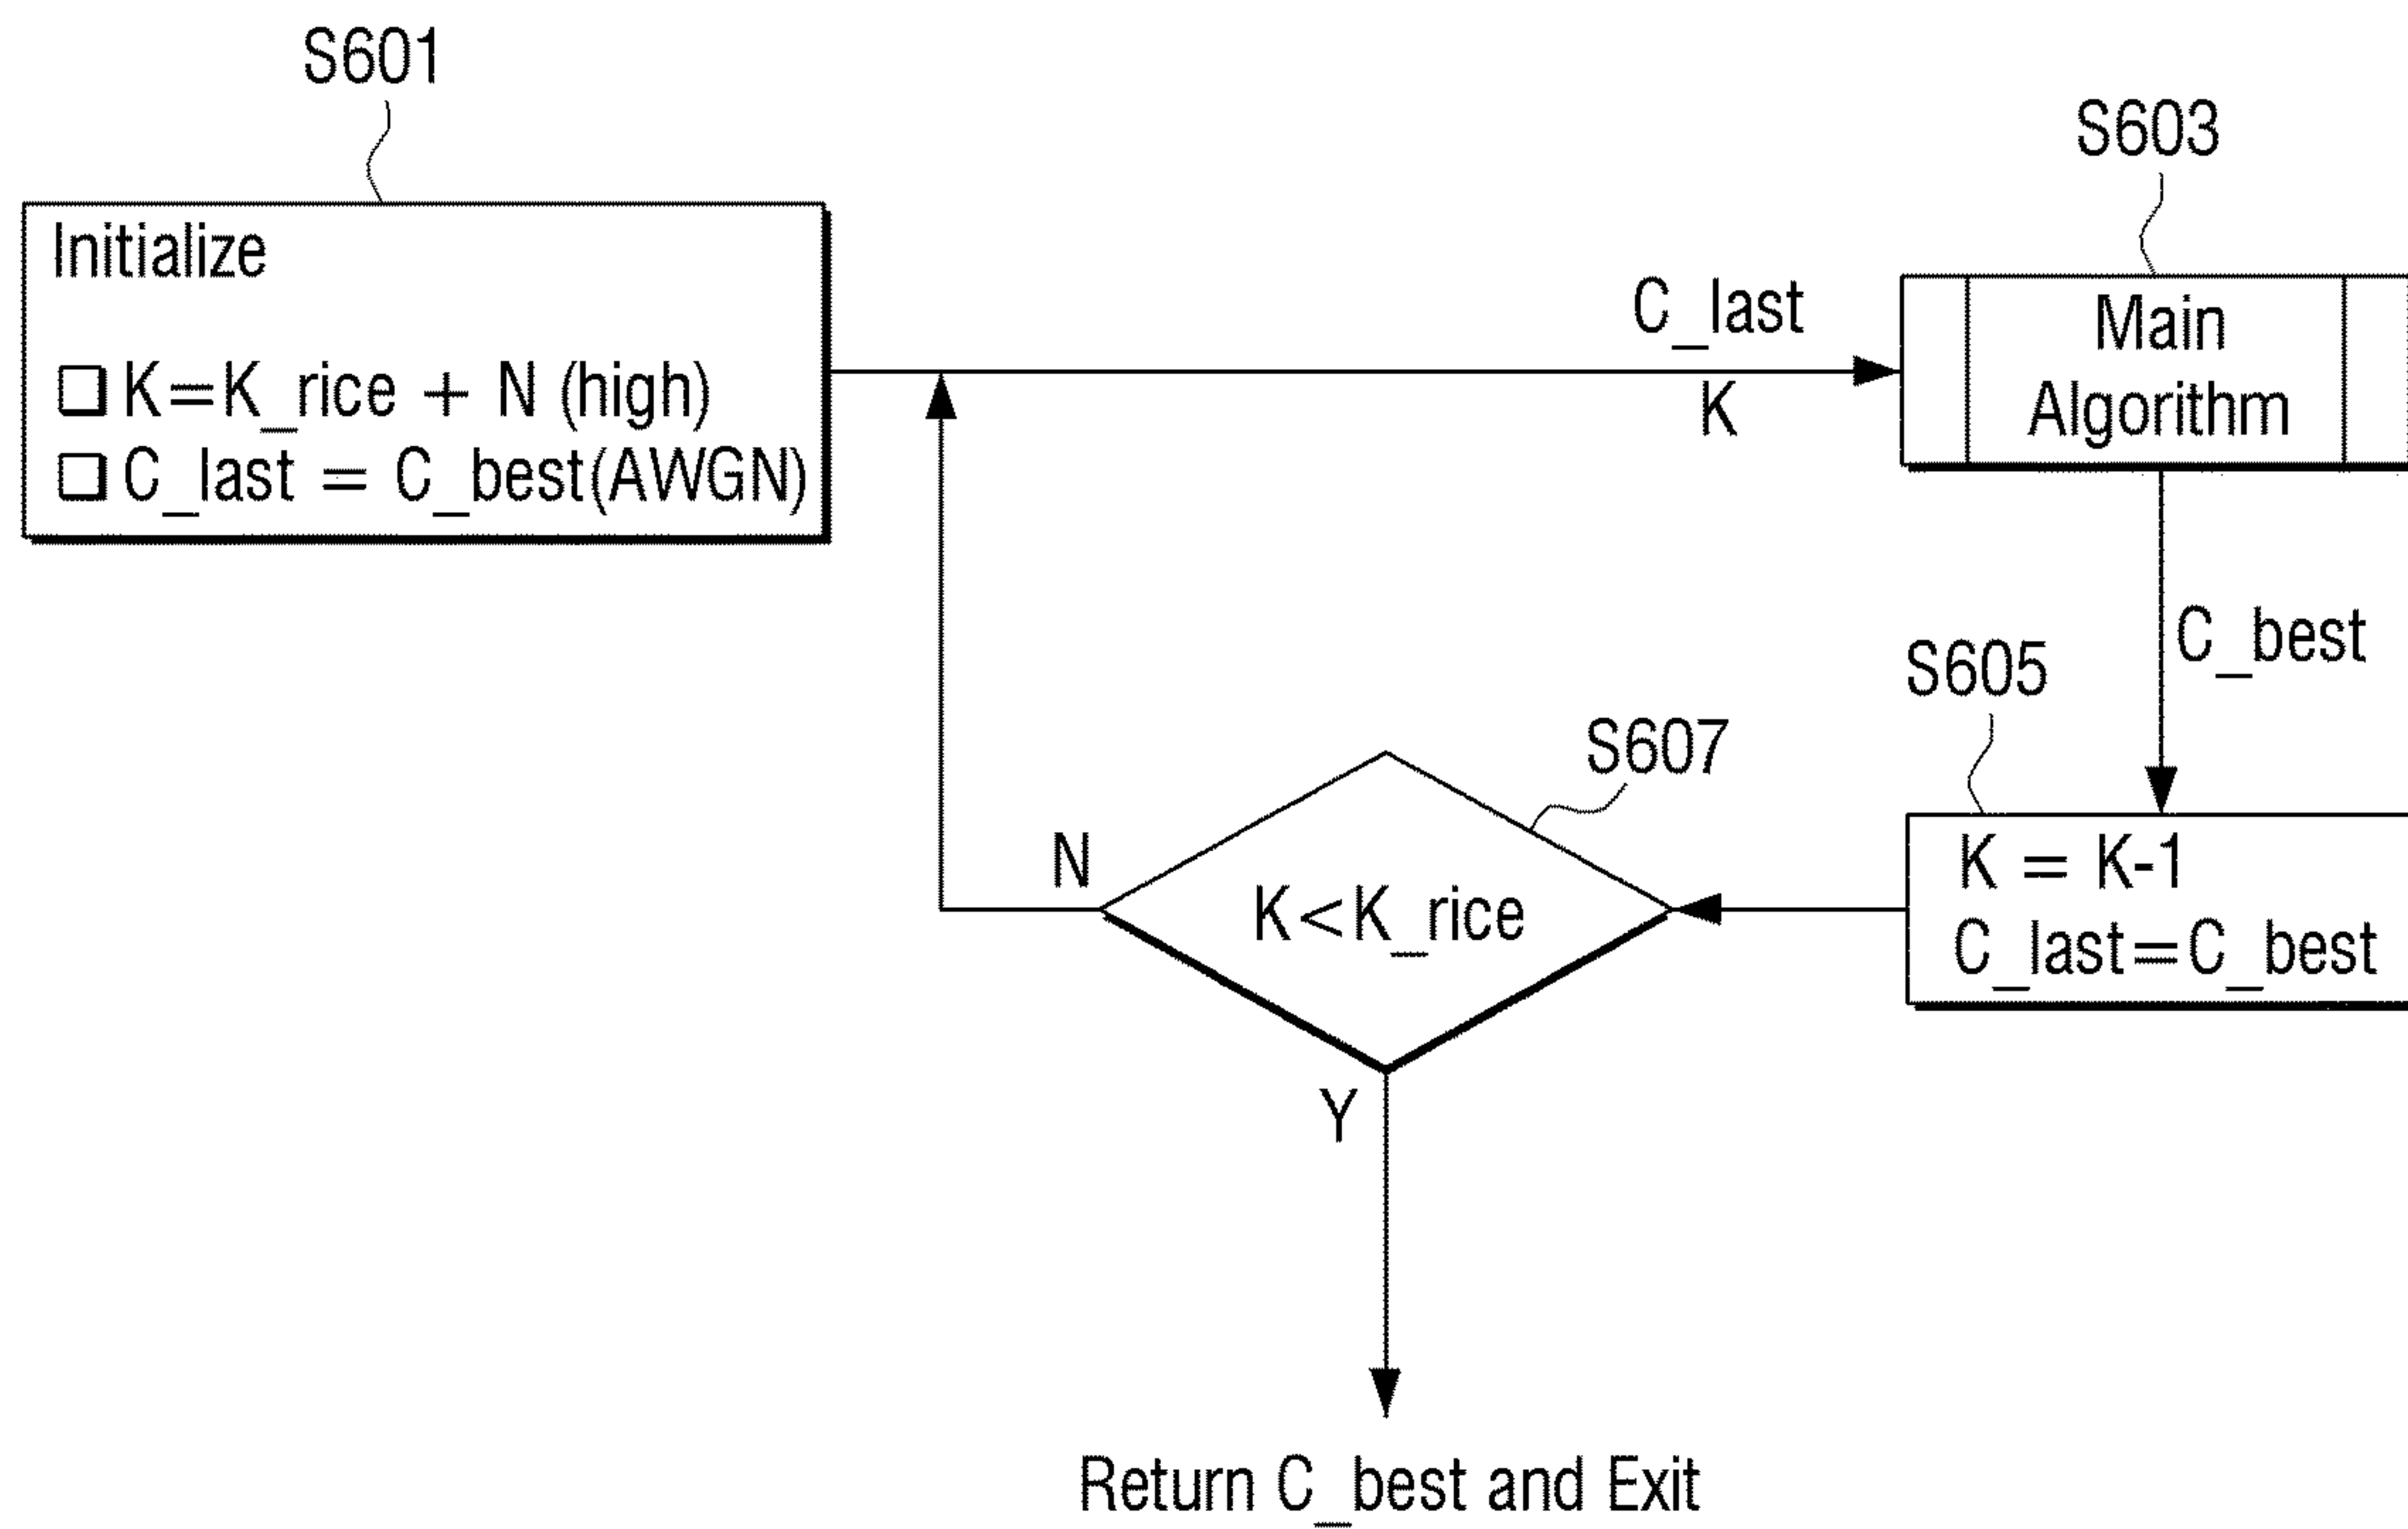 S601
Initialize
K=K_rice + N (high)
C_last = C_best(AWGN)
C_last
K
S603
Main
Algorithm
C_best
S605
K = K-1
C_last=C_best
S607
K<K_rice
N
Y
Return C_best and Exit